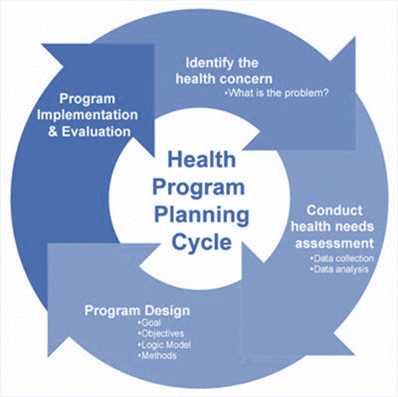 Identify the
health concern
•What is the problem?
Program
Implementation
& Evaluation
Health
Program
Planning
Cycle
Conduct
health needs
assessment
•Data collection
•Data analysis
Program Design
•Goal
•Objectives
•Logic Model
•Methods